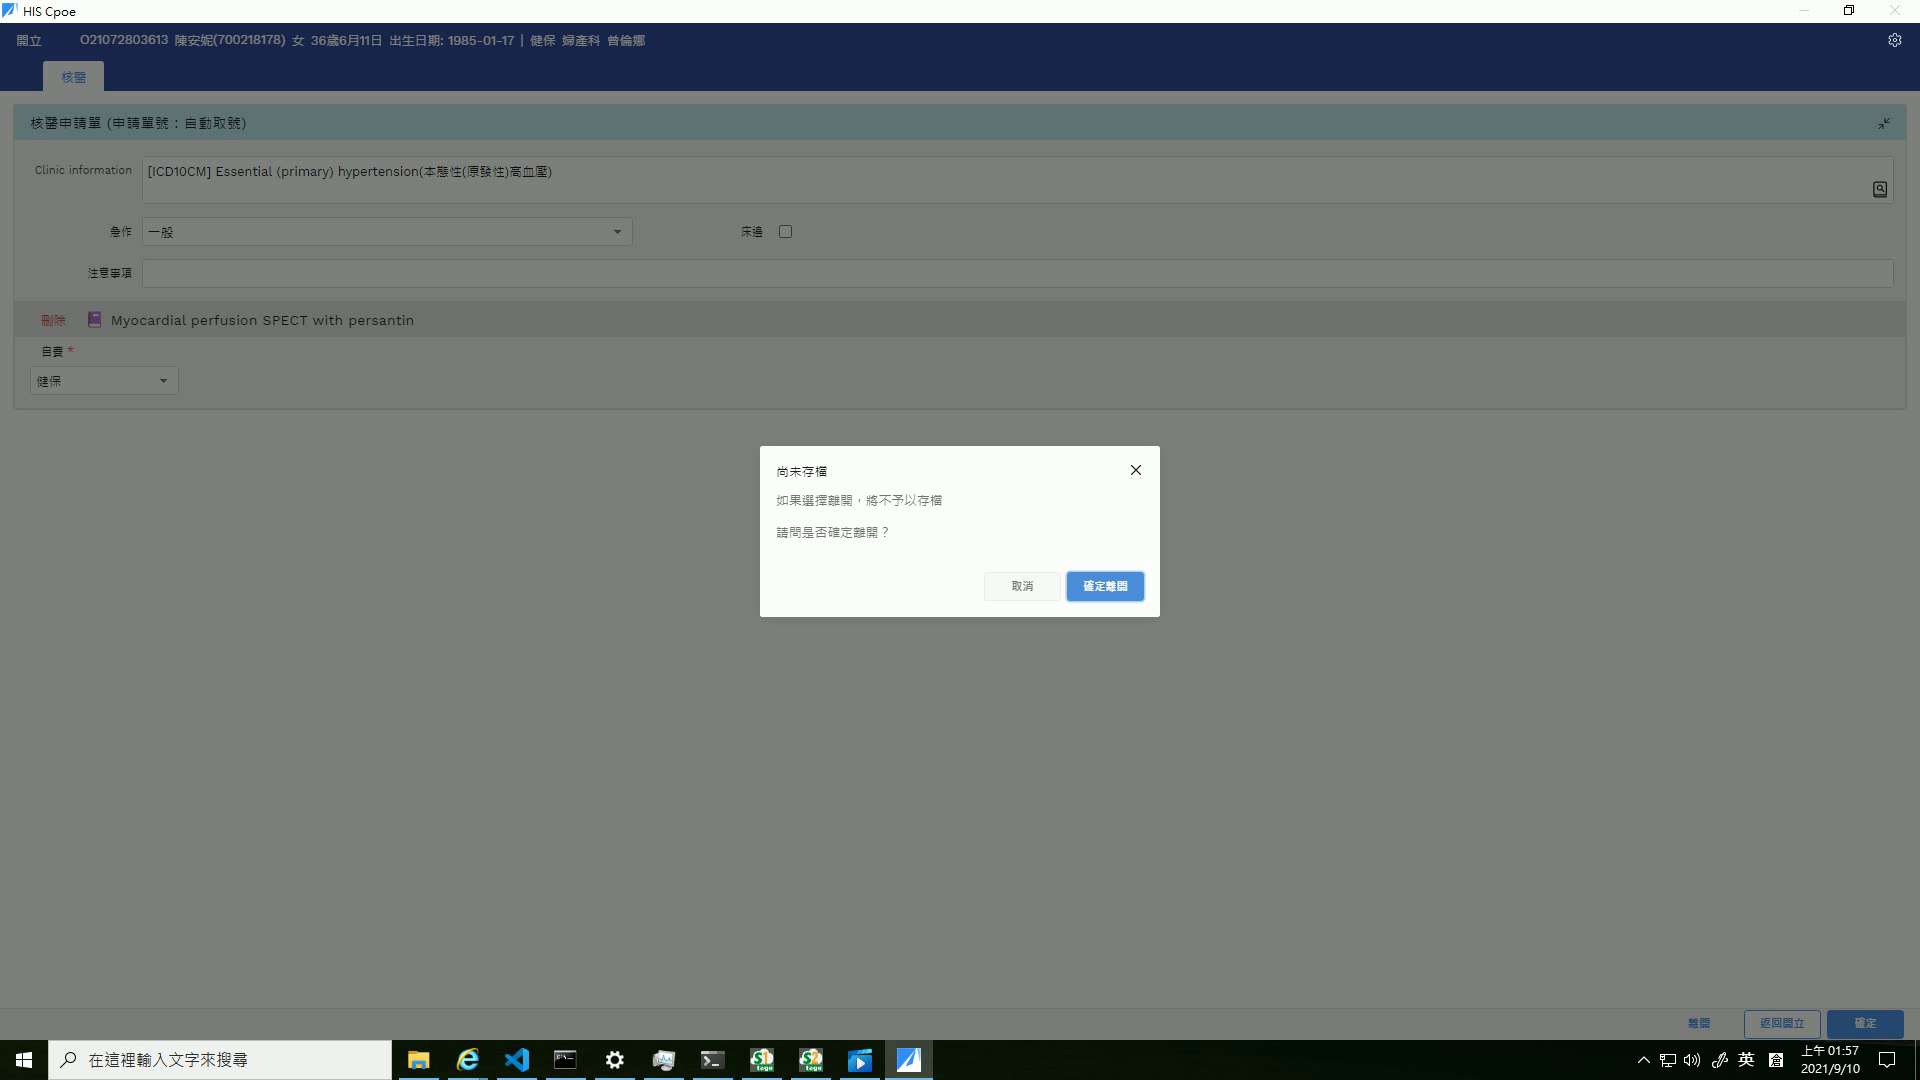 HIS Cpoe
開立 O21072803613 陳安妮(700218178) 女 36歲6月11日 出生日期: 1985-01-17 | 健保 婦產科 曾倫娜
核醫
核醫申請單 (申請單號：自動取號)
Clinic information [ICD10CM] Essential (primary) hypertension(本態性(原發性)高血壓)
急作 一般 床邊
注意事項
刪除 Myocardial perfusion SPECT with persantin
自費 *
健保
尚未存檔
如果選擇離開，將不予以存檔
請問是否確定離開？
取消 確定離開
離開 返回開立 確定
在這裡輸入文字來搜尋
英
上午 01:57
2021/9/10